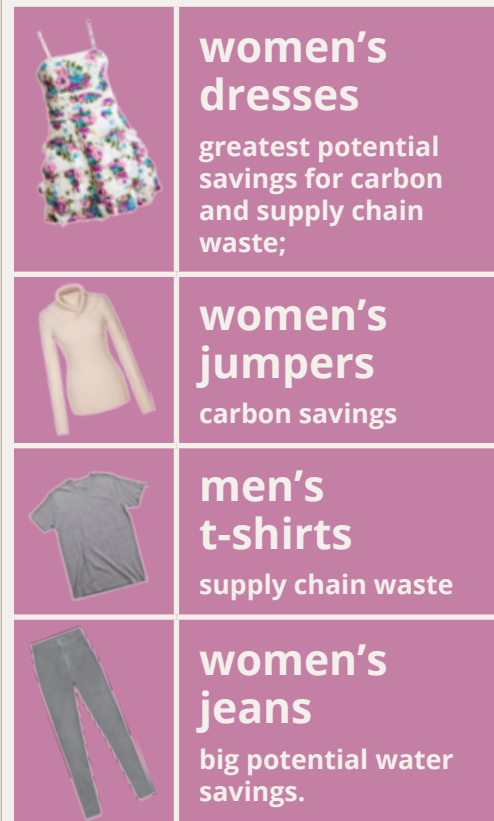 women’s
dresses
greatest potential
savings for carbon
and supply chain
waste;
women’s
jumpers
carbon savings
men’s
t-shirts
supply chain waste
women’s
jeans
big potential water
savings.